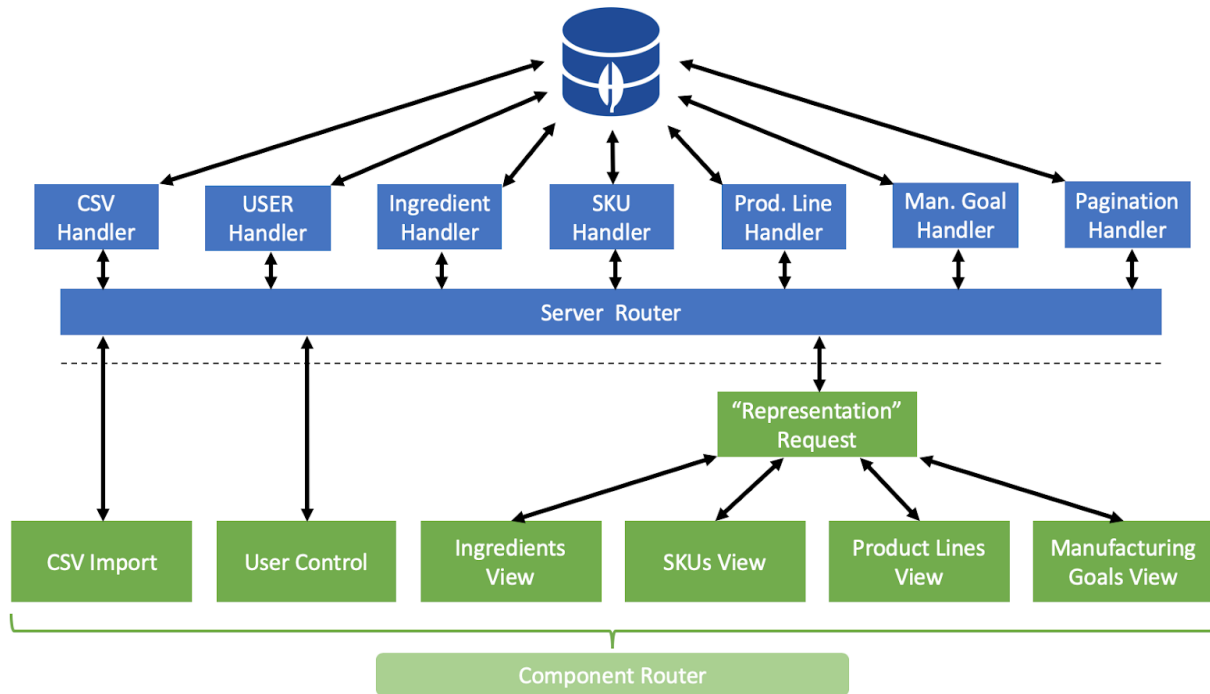 CSV
Handler
USER
Handler
Ingredient
Handler
SKU
Handler
Prod. Line
Handler
Man. Goal
Handler
Pagination
Handler
Server Router
“Representation”
Request
CSV Import
User Control
Ingredients
View
SKUs View
Product Lines
View
Manufacturing
Goals View
Component Router